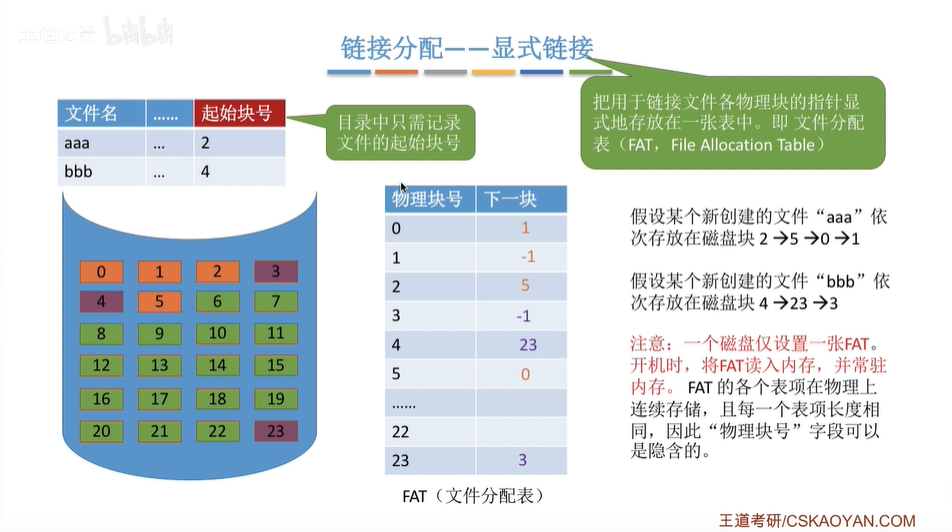 王道论坛 bilibili
链接分配——显式链接
把用于链接文件各物理块的指针显
式地存放在一张表中。即 文件分配
表（FAT，File Allocation Table）
文件名 …… 起始块号
aaa … 2
bbb … 4
目录中只需记录
文件的起始块号
0 1 2 3
4 5 6 7
8 9 10 11
12 13 14 15
16 17 18 19
20 21 22 23
物理块号 下一块
0 1
1 -1
2 5
3 -1
4 23
5 0
……
22
23 3
FAT（文件分配表）
假设某个新创建的文件“aaa”依
次存放在磁盘块 2→5→0→1
假设某个新创建的文件“bbb”依
次存放在磁盘块 4→23→3
注意：一个磁盘仅设置一张FAT。
开机时，将FAT读入内存，并常驻
内存。 FAT 的各个表项在物理上
连续存储，且每一个表项长度相
同，因此“物理块号”字段可以
是隐含的。
王道考研/CSKAOYAN.COM